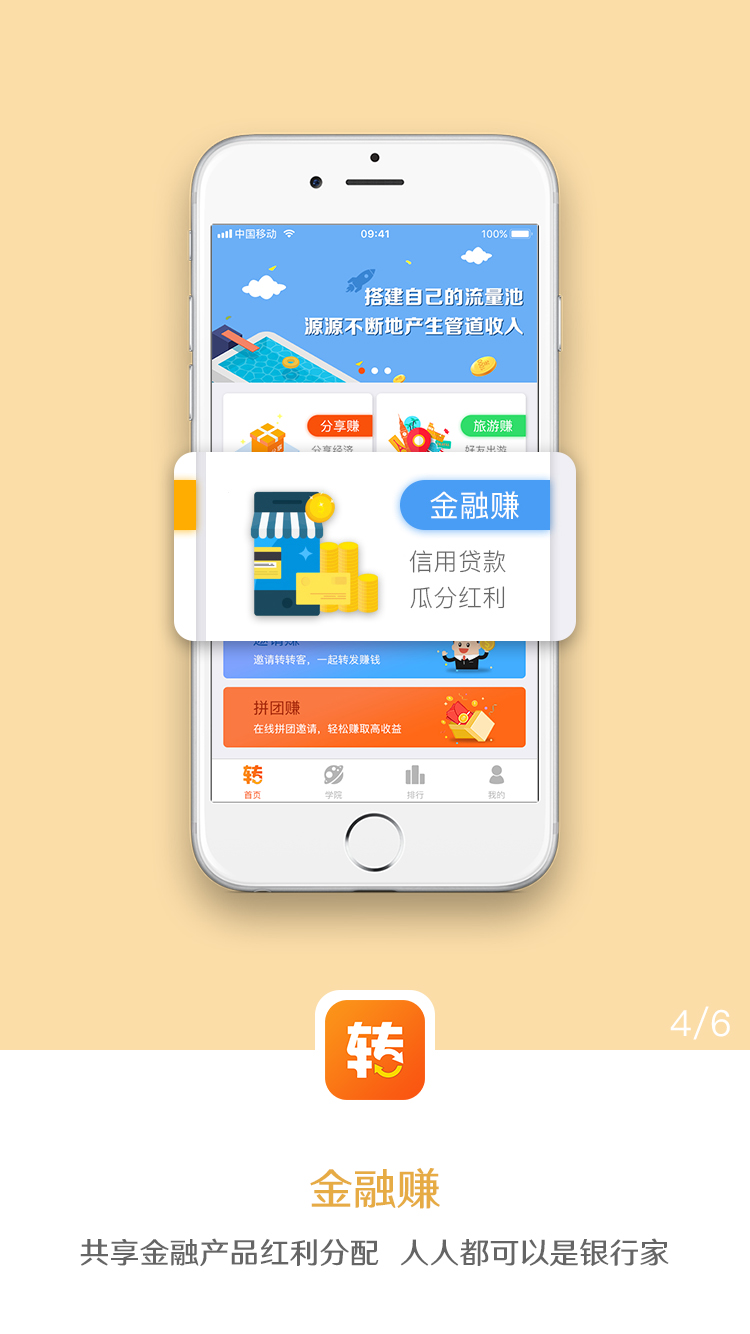 中国移动
09:41
100%
搭建自己的流量池
源源不断地产生管道收入
分享赚
分享经济
旅游赚
好友出游
金融赚
信用贷款
瓜分红利
邀请赚
邀请转转客，一起转发赚钱
拼团赚
在线拼团邀请，轻松赚取高收益
转
首页
学院
排行
我的
4/6
转
金融赚
共享金融产品红利分配 人人都可以是银行家